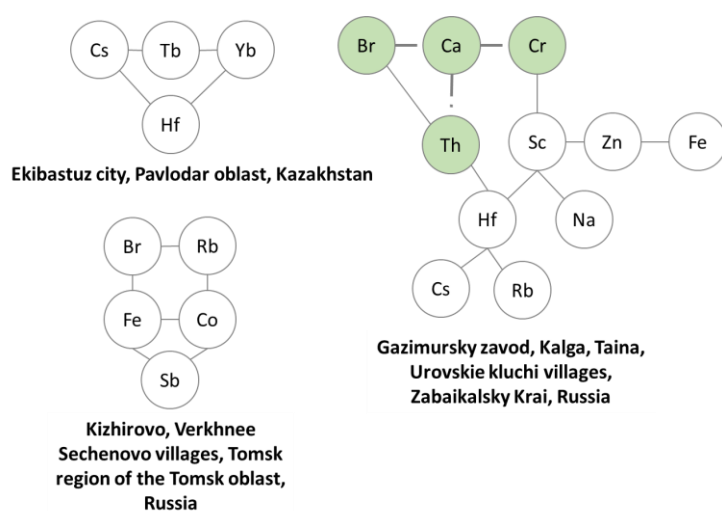 Cs Tb Yb
Hf
Ekibastuz city, Pavlodar oblast, Kazakhstan
Br Rb
Fe Co
Sb
Kizhirovo, Verkhnee
Sechenovo villages, Tomsk
region of the Tomsk oblast,
Russia
Br Ca Cr
Th Sc Zn Fe
Hf Na
Cs Rb
Gazimursky zavod, Kalga, Taina,
Urovskie kluchi villages,
Zabaikalsky Krai, Russia